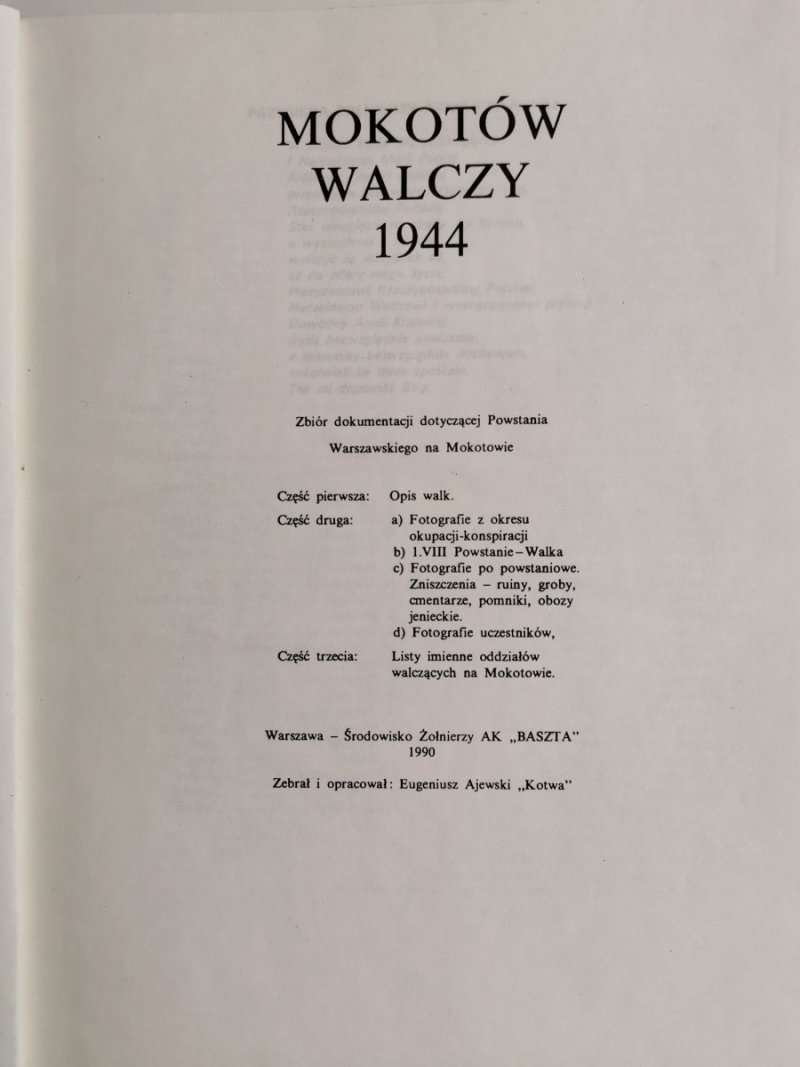 MOKOTÓW
WALCZY
1944
Zbiór dokumentacji dotyczącej Powstania
Warszawskiego na Mokotowie
Część pierwsza: Opis walk.
Część druga: a) Fotografie z okresu
okupacji-konspiracji
b) 1.VIII Powstanie–Walka
c) Fotografie po powstaniowe.
Zniszczenia – ruiny, groby,
cmentarze, pomniki, obozy
jenieckie.
d) Fotografie uczestników,
Część trzecia: Listy imienne oddziałów
walczących na Mokotowie.
Warszawa – Środowisko Żołnierzy AK „BASZTA”
1990
Zebrał i opracował: Eugeniusz Ajewski „Kotwa”